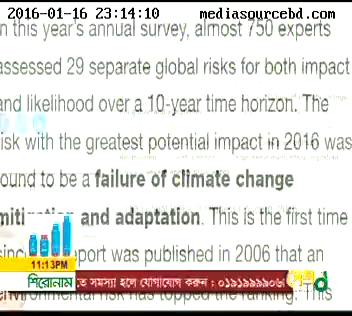 2016-01-16 23:14:10 mediasourcebd.com
n this year's annual survey, almost 750 experts
assessed 29 separate global risks for both impact
and likelihood over a 10-year time horizon. The
isk with the greatest potential impact in 2016 was
ound to be a failure of climate change
and adaptation. This is the first time
port was published in 2006 that an
11:13PM
শিরোনাম তে সমস্যা হলে যোগাযোগ করুন : ০১৯১৯৯৯০৬
risk has topped the ranking. This